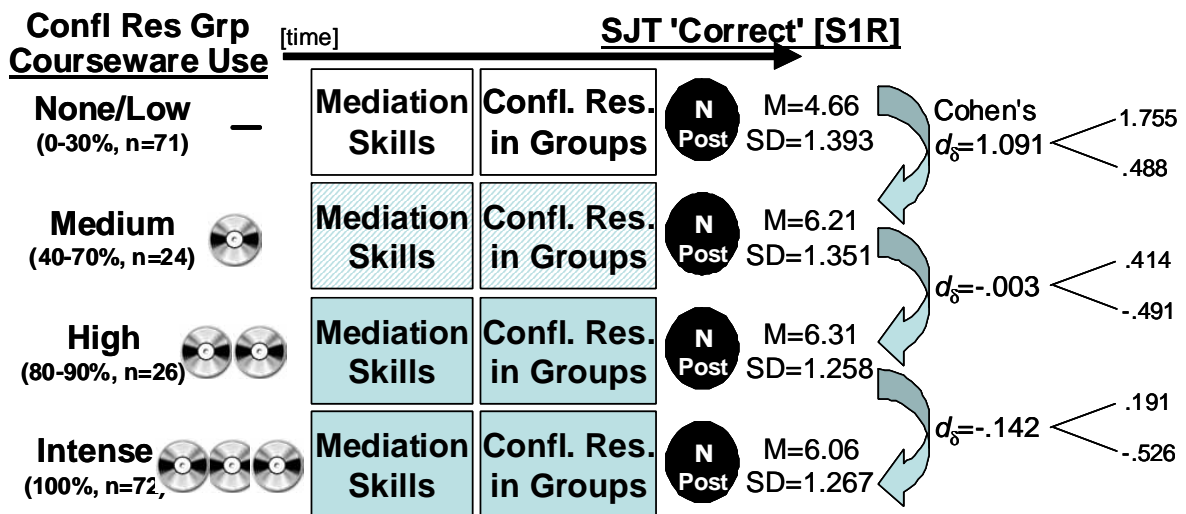 Confl Res Grp
Courseware Use
[time]
SJT 'Correct' [S1R]
None/Low
(0-30%, n=71)
Mediation
Skills
Confl. Res.
in Groups
N
Post
M=4.66
SD=1.393
Cohen's
dδ=1.091
1.755
.488
Medium
(40-70%, n=24)
Mediation
Skills
Confl. Res.
in Groups
N
Post
M=6.21
SD=1.351
dδ=-.003
.414
-.491
High
(80-90%, n=26)
Mediation
Skills
Confl. Res.
in Groups
N
Post
M=6.31
SD=1.258
dδ=-.142
.191
-.526
Intense
(100%, n=72)
Mediation
Skills
Confl. Res.
in Groups
N
Post
M=6.06
SD=1.267